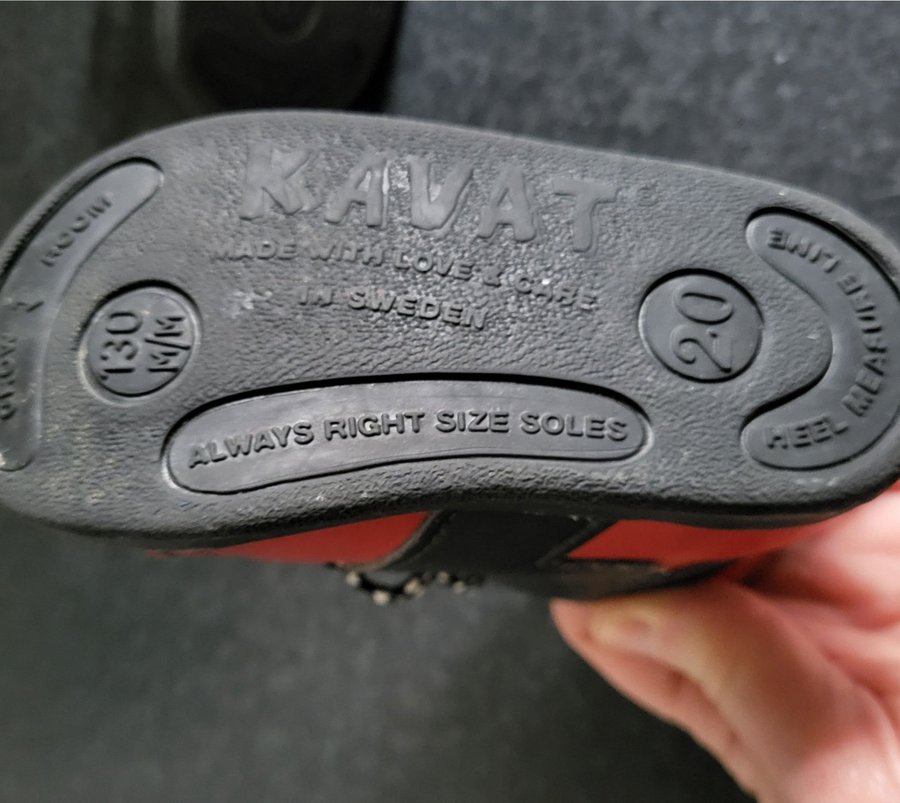 KAVAT
MADE WITH LOVE & CARE
IN SWEDEN
ROOM
130
M/M
20
HEEL MEASURE LINE
ALWAYS RIGHT SIZE SOLES